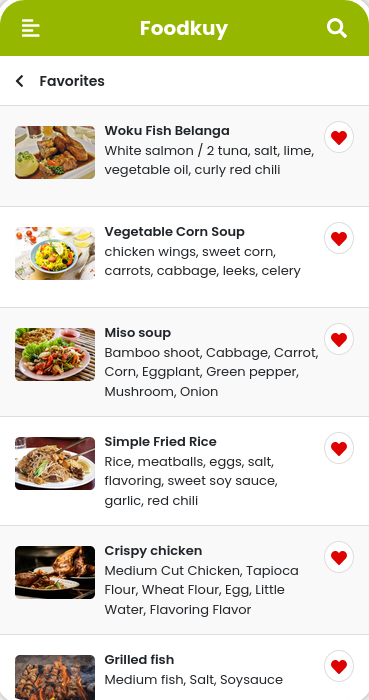 Foodkuy
Favorites
Woku Fish Belanga
White salmon / 2 tuna, salt, lime,
vegetable oil, curly red chili
Vegetable Corn Soup
chicken wings, sweet corn,
carrots, cabbage, leeks, celery
Miso soup
Bamboo shoot, Cabbage, Carrot,
Corn, Eggplant, Green pepper,
Mushroom, Onion
Simple Fried Rice
Rice, meatballs, eggs, salt,
flavoring, sweet soy sauce,
garlic, red chili
Crispy chicken
Medium Cut Chicken, Tapioca
Flour, Wheat Flour, Egg, Little
Water, Flavoring Flavor
Grilled fish
Medium fish, Salt, Soysauce